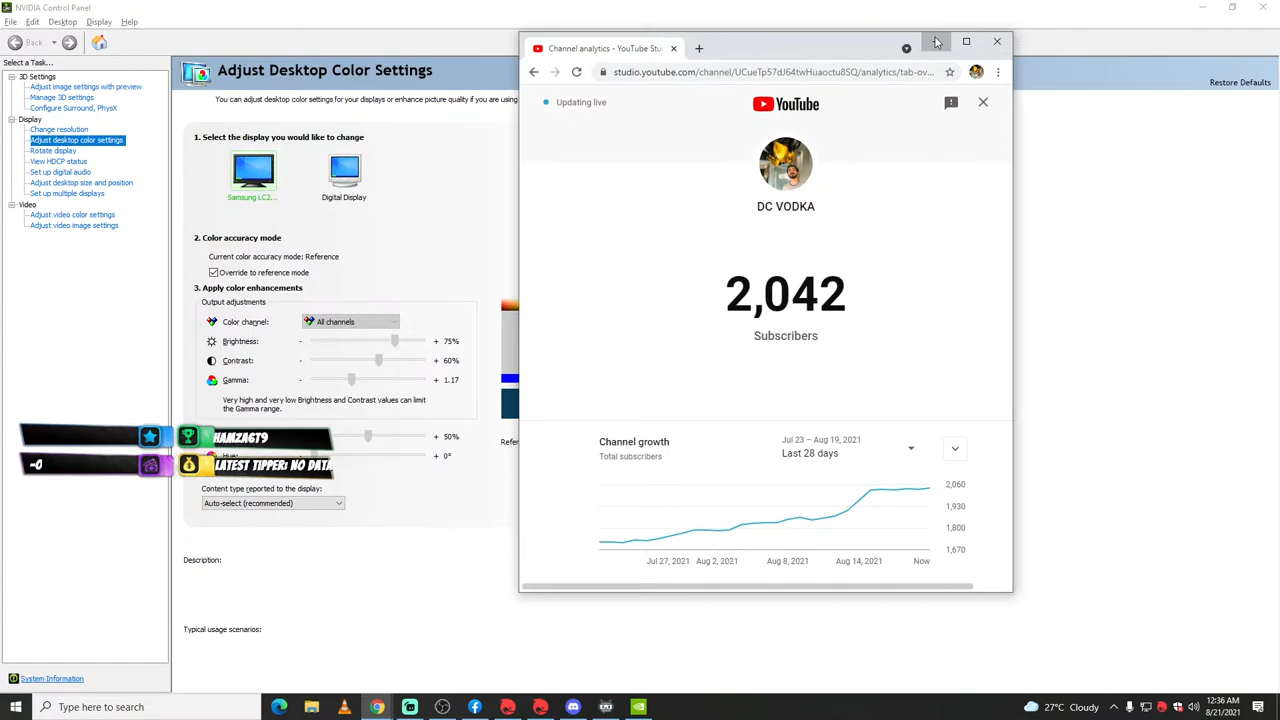 NVIDIA Control Panel
File Edit Desktop Display Help
Back
Select a Task...
3D Settings
Adjust image settings with preview
Manage 3D settings
Configure Surround, PhysX
Display
Change resolution
Adjust desktop color settings
Rotate display
View HDCP status
Set up digital audio
Adjust desktop size and position
Set up multiple displays
Video
Adjust video color settings
Adjust video image settings
System Information
Adjust Desktop Color Settings
Restore Defaults
You can adjust desktop color settings for your displays or enhance picture quality if you are using
1. Select the display you would like to change
Samsung LC2...
Digital Display
2. Color accuracy mode
Current color accuracy mode: Reference
Override to reference mode
3. Apply color enhancements
Output adjustments
Color channel:
All channels
Brightness:
- + 75%
Contrast:
- + 60%
Gamma:
- + 1.17
Very high and very low Brightness and Contrast values can limit
the Gamma range.
+ 50%
Hue:
+ 0°
Refer
HAMZA679
-0
LATEST TIPPER: NO DATA
Content type reported to the display:
Auto-select (recommended)
Description:
Typical usage scenarios:
Channel analytics - YouTube Stu
studio.youtube.com/channel/UCueTp57dJ64twHuaoctu8SQ/analytics/tab-ov...
Updating live
YouTube
DC VODKA
2,042
Subscribers
Channel growth
Total subscribers
Jul 23 – Aug 19, 2021
Last 28 days
2,060
1,930
1,800
1,670
Jul 27, 2021 Aug 2, 2021 Aug 8, 2021 Aug 14, 2021 Now
Type here to search
27°C Cloudy
12:36 AM
8/21/2021